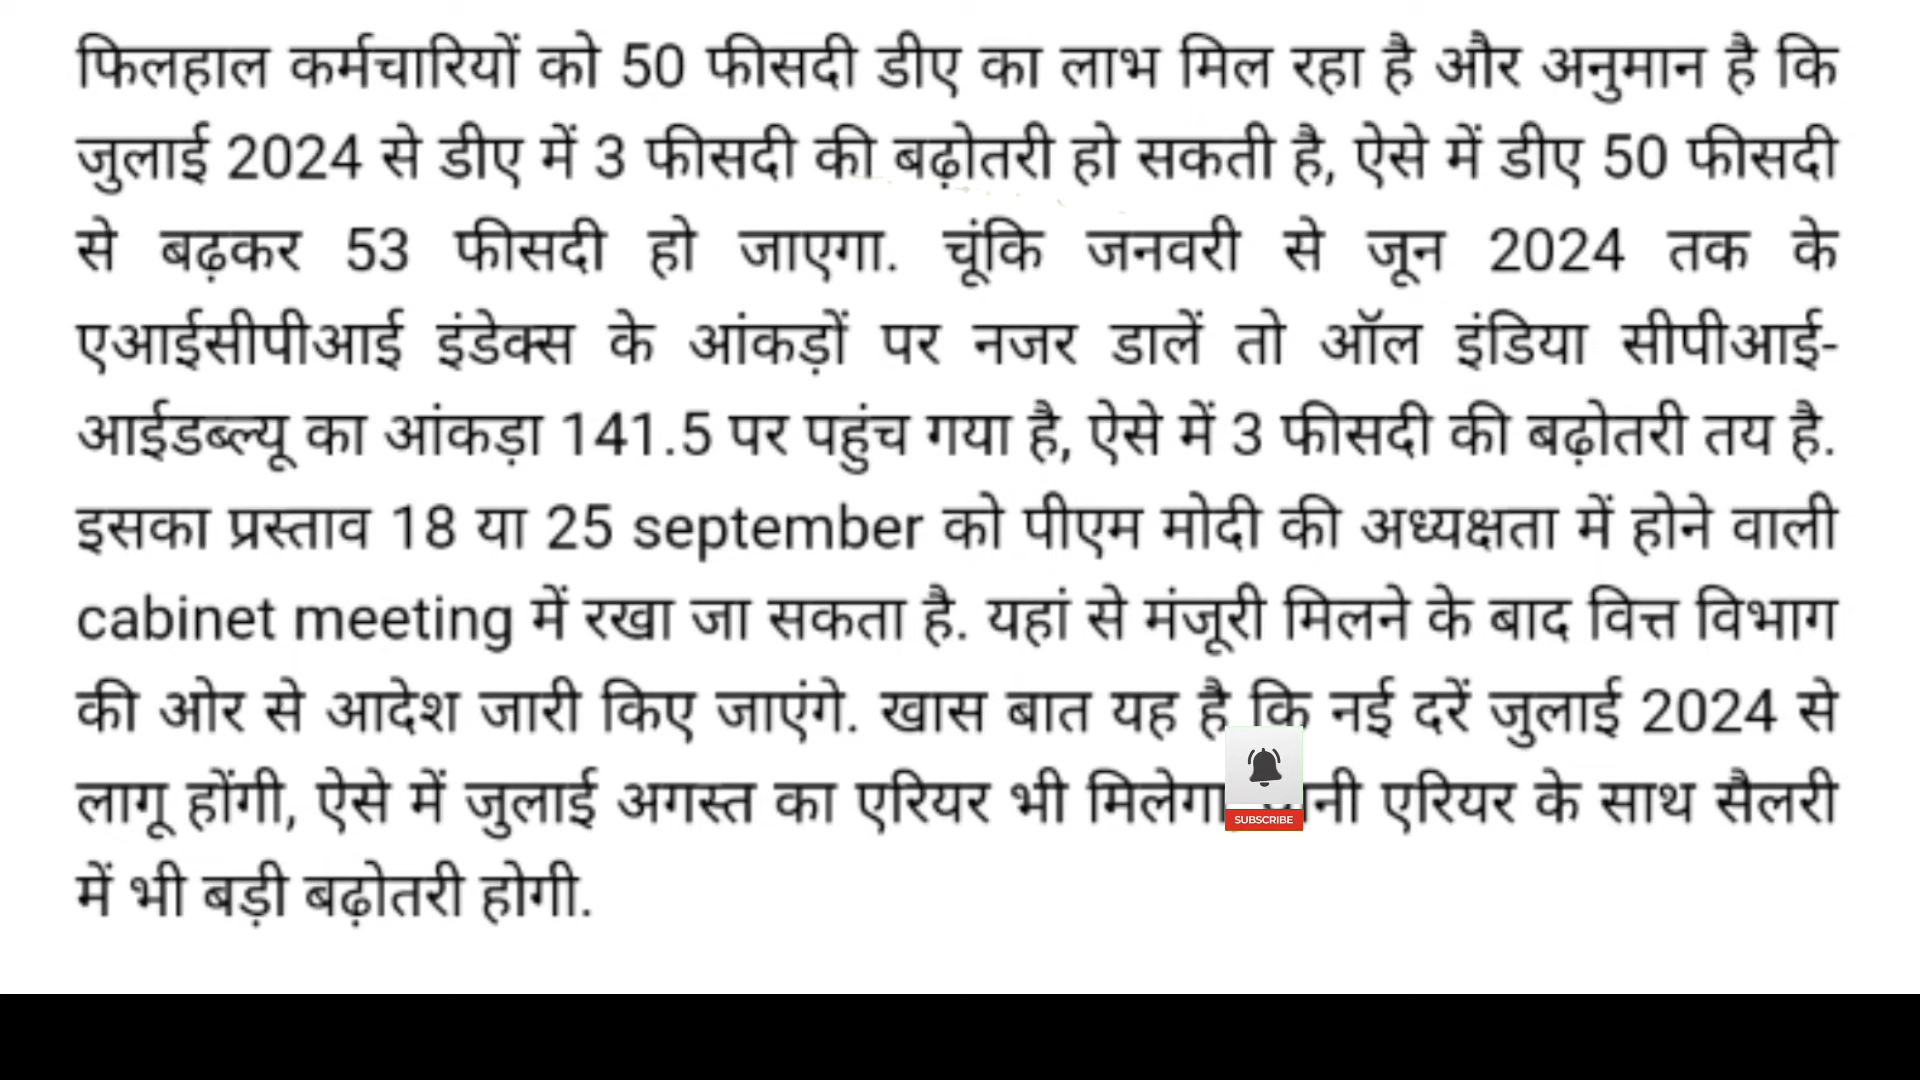 फिलहाल कर्मचारियों को 50 फीसदी डीए का लाभ मिल रहा है और अनुमान है कि
जुलाई 2024 से डीए में 3 फीसदी की बढ़ोतरी हो सकती है, ऐसे में डीए 50 फीसदी
से बढ़कर 53 फीसदी हो जाएगा. चूंकि जनवरी से जून 2024 तक के
एआईसीपीआई इंडेक्स के आंकड़ों पर नजर डालें तो ऑल इंडिया सीपीआई-
आईडब्ल्यू का आंकड़ा 141.5 पर पहुंच गया है, ऐसे में 3 फीसदी की बढ़ोतरी तय है.
इसका प्रस्ताव 18 या 25 september को पीएम मोदी की अध्यक्षता में होने वाली
cabinet meeting में रखा जा सकता है. यहां से मंजूरी मिलने के बाद वित्त विभाग
की ओर से आदेश जारी किए जाएंगे. खास बात यह है कि नई दरें जुलाई 2024 से
लागू होंगी, ऐसे में जुलाई अगस्त का एरियर भी मिलेगा एरियर के साथ सैलरी
में भी बड़ी बढ़ोतरी होगी.
SUBSCRIBE